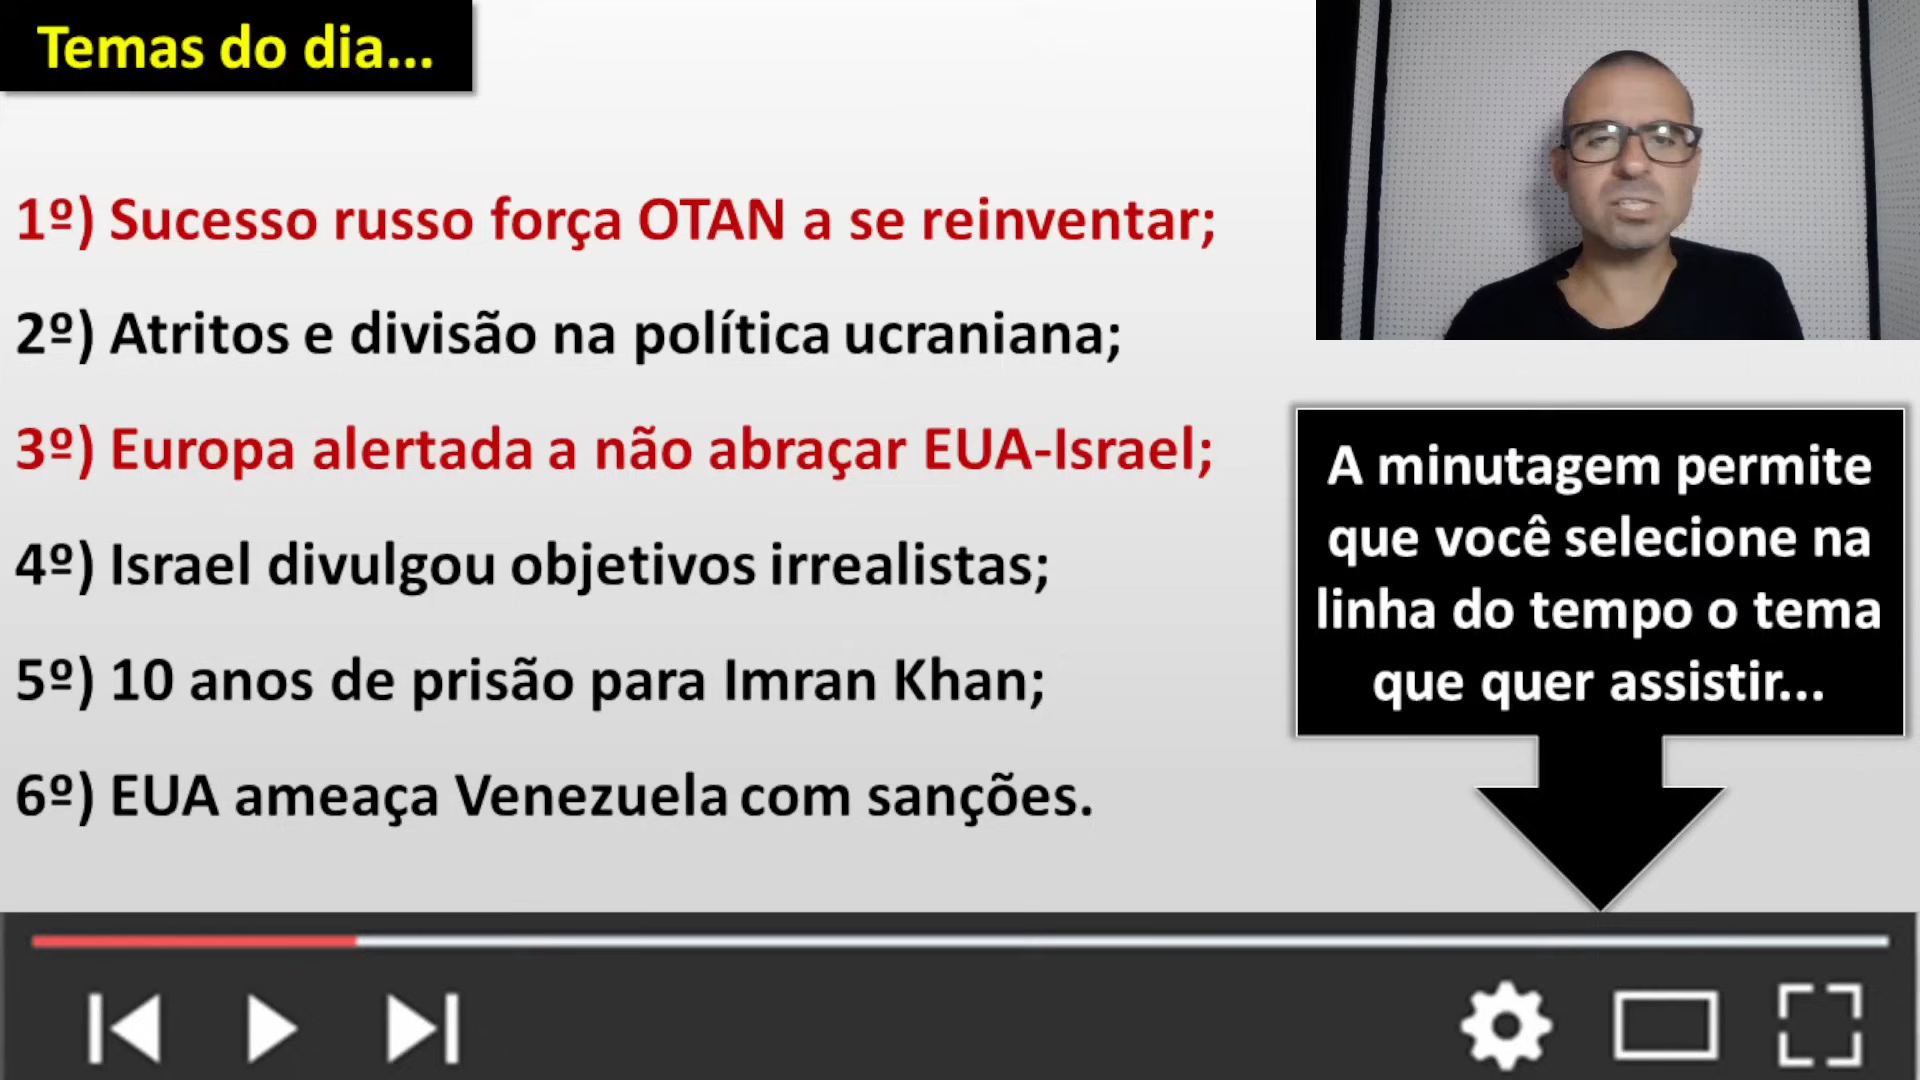 Temas do dia...
1º) Sucesso russo força OTAN a se reinventar;
2º) Atritos e divisão na política ucraniana;
3º) Europa alertada a não abraçar EUA-Israel;
4º) Israel divulgou objetivos irrealistas;
5º) 10 anos de prisão para Imran Khan;
6º) EUA ameaça Venezuela com sanções.
A minutagem permite
que você selecione na
linha do tempo o tema
que quer assistir...